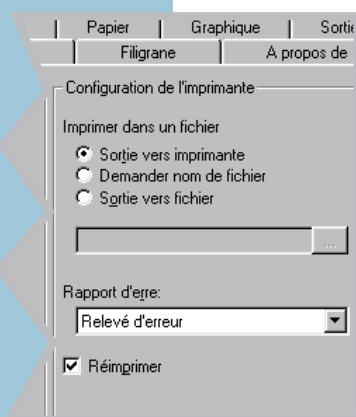 Papier Graphique
Filigrane A propos de
Configuration de l'imprimante
Imprimer dans un fichier
Sortie vers imprimante
Demander nom de fichier
Sortie vers fichier
...
Rapport d'erre:
Relevé d'erreur
Réimprimer